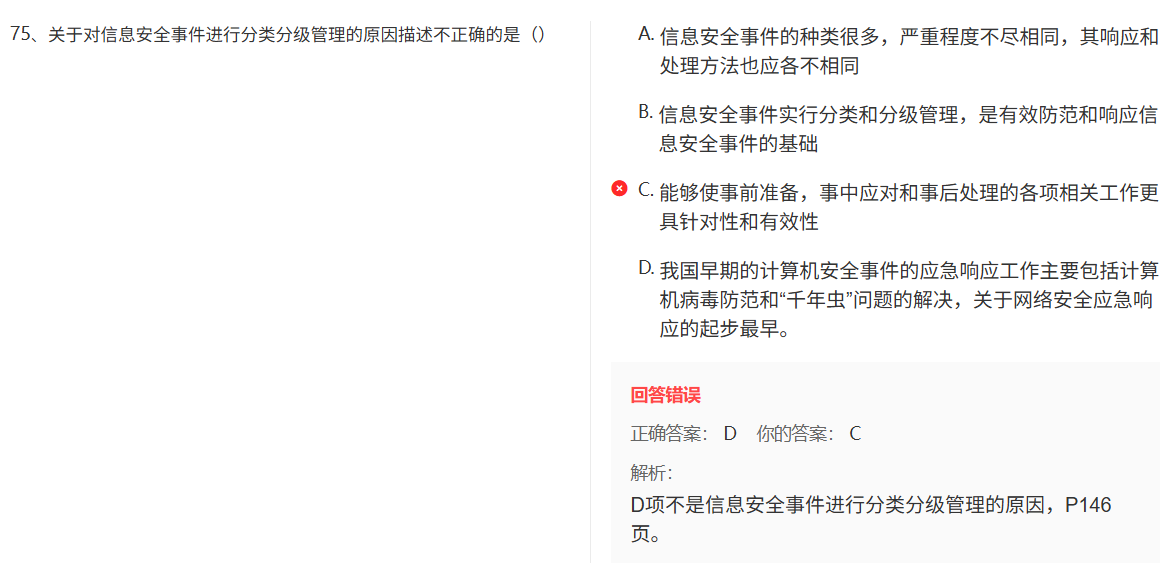 75、关于对信息安全事件进行分类分级管理的原因描述不正确的是（）
A. 信息安全事件的种类很多，严重程度不尽相同，其响应和
处理方法也应各不相同
B. 信息安全事件实行分类和分级管理，是有效防范和响应信
息安全事件的基础
C. 能够使事前准备，事中应对和事后处理的各项相关工作更
具针对性和有效性
D. 我国早期的计算机安全事件的应急响应工作主要包括计算
机病毒防范和“千年虫”问题的解决，关于网络安全应急响
应的起步最早。
回答错误
正确答案： D 你的答案： C
解析：
D项不是信息安全事件进行分类分级管理的原因，P146
页。